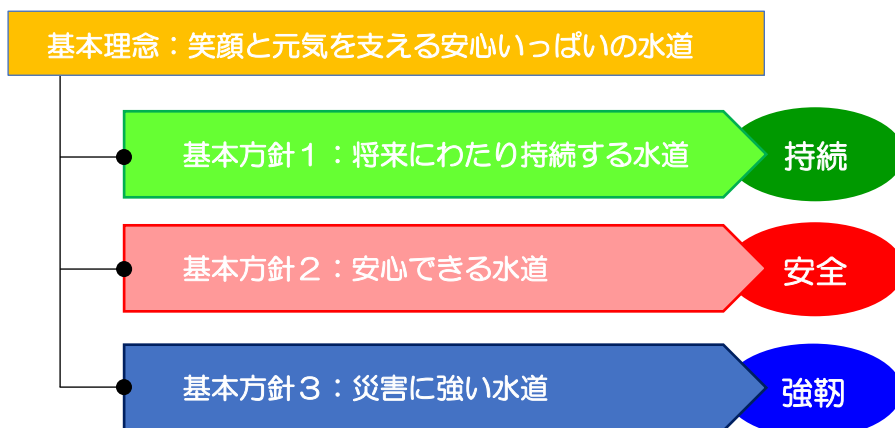 基本理念：笑顔と元気を支える安心いっぱいの水道
基本方針１：将来にわたり持続する水道
持続
基本方針２：安心できる水道
安全
基本方針３：災害に強い水道
強靭